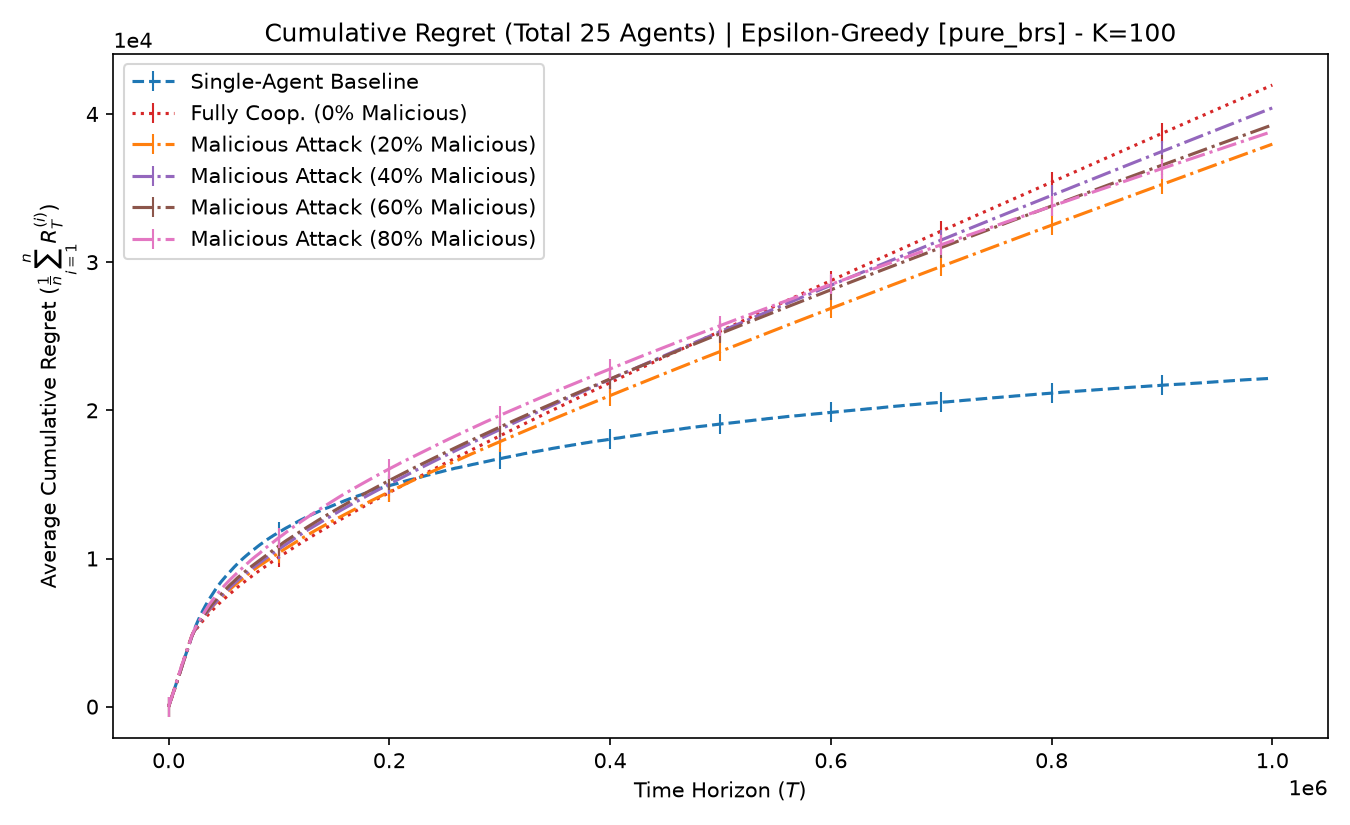 Cumulative Regret (Total 25 Agents) | Epsilon-Greedy [pure_brs] - K=100
1e4
Single-Agent Baseline
Fully Coop. (0% Malicious)
Malicious Attack (20% Malicious)
Malicious Attack (40% Malicious)
Malicious Attack (60% Malicious)
Malicious Attack (80% Malicious)
Average Cumulative Regret ($\frac{1}{n}\sum_{i=1}^{n} R_T^{(i)}$)
4
3
2
1
0
0.0
0.2
0.4
0.6
0.8
1.0
1e6
Time Horizon (T)